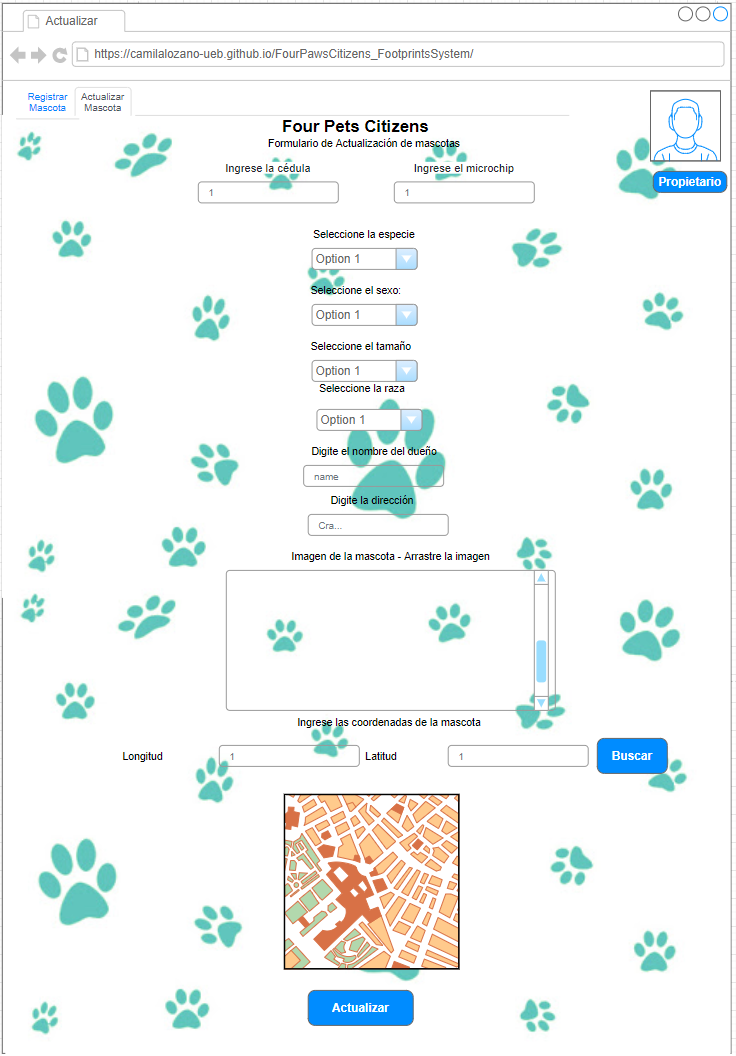 Actualizar
https://camilalozano-ueb.github.io/FourPawsCitizens_FootprintsSystem/
Registrar
Mascota
Actualizar
Mascota
Four Pets Citizens
Formulario de Actualización de mascotas
Propietario
Ingrese la cédula
Ingrese el microchip
1
1
Seleccione la especie
Option 1
Seleccione el sexo:
Option 1
Seleccione el tamaño
Option 1
Seleccione la raza
Option 1
Digite el nombre del dueño
name
Digite la dirección
Cra...
Imagen de la mascota - Arrastre la imagen
Ingrese las coordenadas de la mascota
Longitud
1
Latitud
1
Buscar
Actualizar